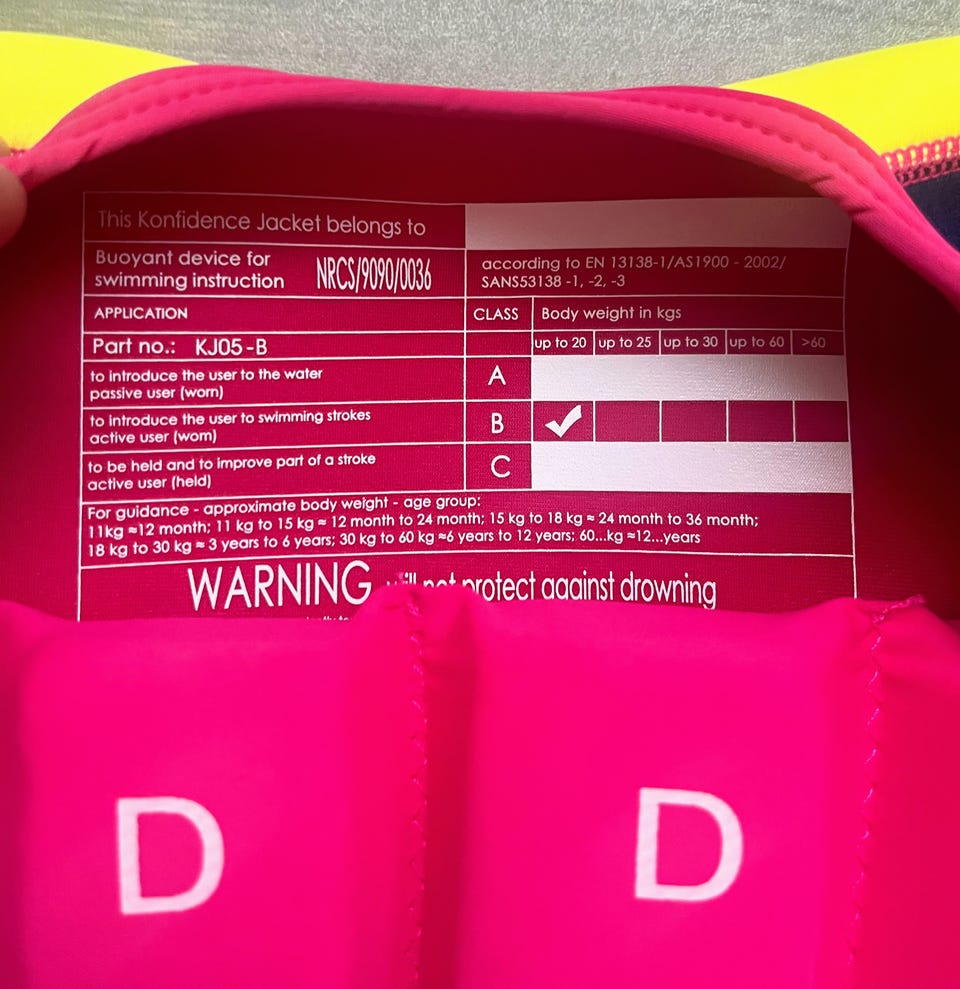 This Konfidence Jacket belongs to
Buoyant device for
swimming instruction NRCS/9090/0036
according to EN 13138-1/AS1900 - 2002/
SANS53138 -1, -2, -3
APPLICATION CLASS Body weight in kgs
Part no.: KJ05-B up to 20 up to 25 up to 30 up to 60 >60
to introduce the user to the water
passive user (worn) A
to introduce the user to swimming strokes
active user (worn) B ✓
to be held and to improve part of a stroke
active user (held) C
For guidance - approximate body weight - age group:
11kg ≈12 month; 11 kg to 15 kg ≈ 12 month to 24 month; 15 kg to 18 kg ≈ 24 month to 36 month;
18 kg to 30 kg ≈ 3 years to 6 years; 30 kg to 60 kg ≈6 years to 12 years; 60...kg ≈12...years
WARNING will not protect against drowning
D D